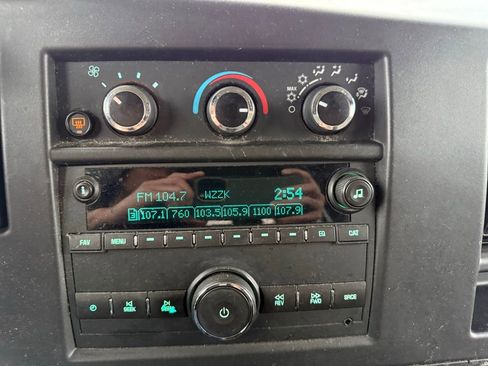 MAX
FM 104.7 WZZK 2:54
107.1 760 103.5 105.9 1100 107.9
FAV MENU EQ CAT
SEEK REV FWD SRCE